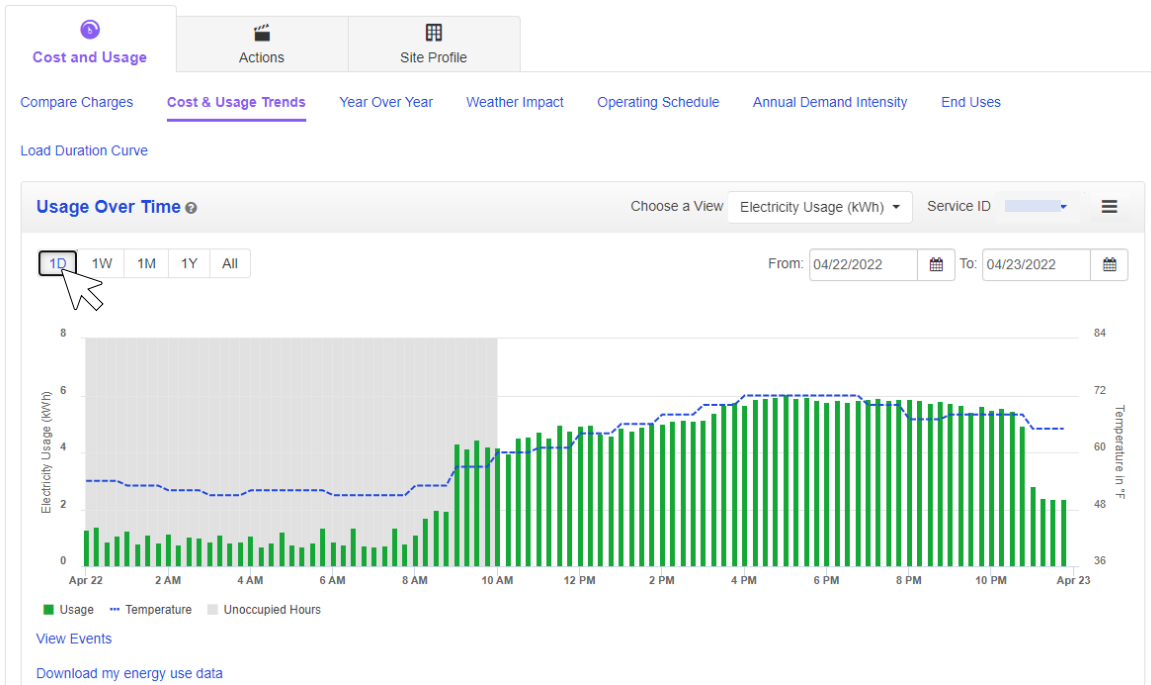 Cost and Usage
Actions
Site Profile
Compare Charges
Cost & Usage Trends
Year Over Year
Weather Impact
Operating Schedule
Annual Demand Intensity
End Uses
Load Duration Curve
Usage Over Time ?
Choose a View
Electricity Usage (kWh)
Service ID
1D 1W 1M 1Y All
From: 04/22/2022 To: 04/23/2022
8 84
6 72
4 60
2 48
0 36
Electricity Usage (kWh)
Temperature in °F
Apr 22 2 AM 4 AM 6 AM 8 AM 10 AM 12 PM 2 PM 4 PM 6 PM 8 PM 10 PM Apr 23
Usage Temperature Unoccupied Hours
View Events
Download my energy use data